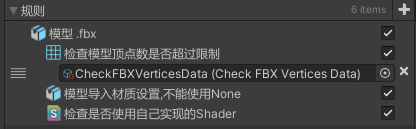 规则 6 items
模型 .fbx
检查模型顶点数是否超过限制
CheckFBXVerticesData (Check FBX Vertices Data)
模型导入材质设置,不能使用None
检查是否使用自己实现的Shader